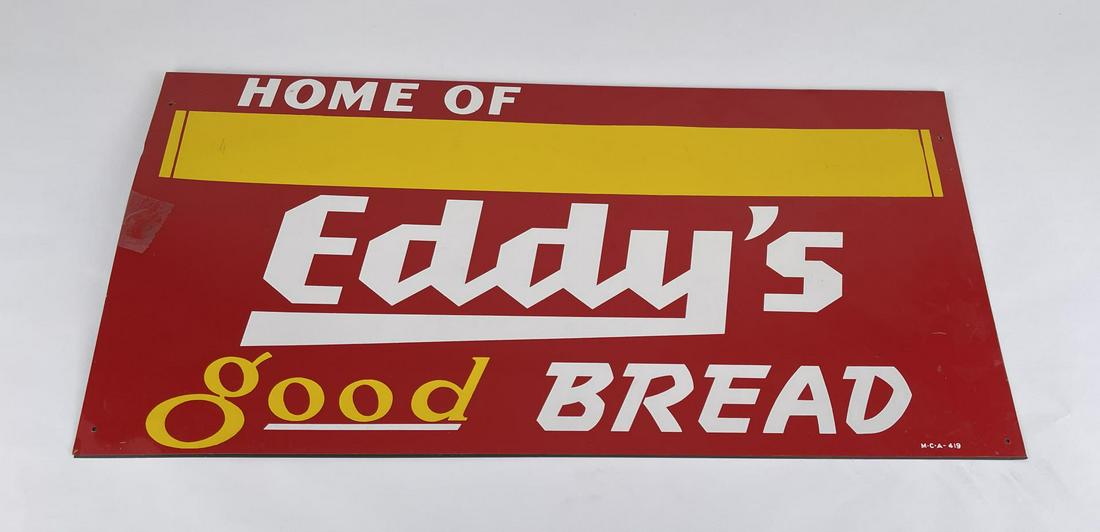 HOME OF
Eddy's
good BREAD
M-C-A-419